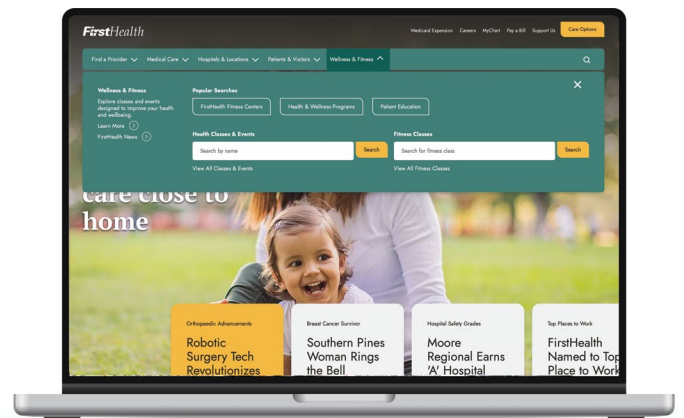 FirstHealth
Medicaid Expansion Careers MyChart Pay a Bill Support Us Care Options
Find a Provider Medical Care Hospitals & Locations Patients & Visitors Wellness & Fitness
Wellness & Fitness
Explore classes and events
designed to improve your health
and wellbeing.
Learn More
FirstHealth News
Popular Searches
FirstHealth Fitness Centers Health & Wellness Programs Patient Education
Health Classes & Events
Search by name Search
View All Classes & Events
Fitness Classes
Search for fitness class Search
View All Fitness Classes
care close to
home
Orthopaedic Advancements
Robotic
Surgery Tech
Revolutionizes
Breast Cancer Survivor
Southern Pines
Woman Rings
the Bell
Hospital Safety Grades
Moore
Regional Earns
'A' Hospital
Top Places to Work
FirstHealth
Named to Top
Place to Work